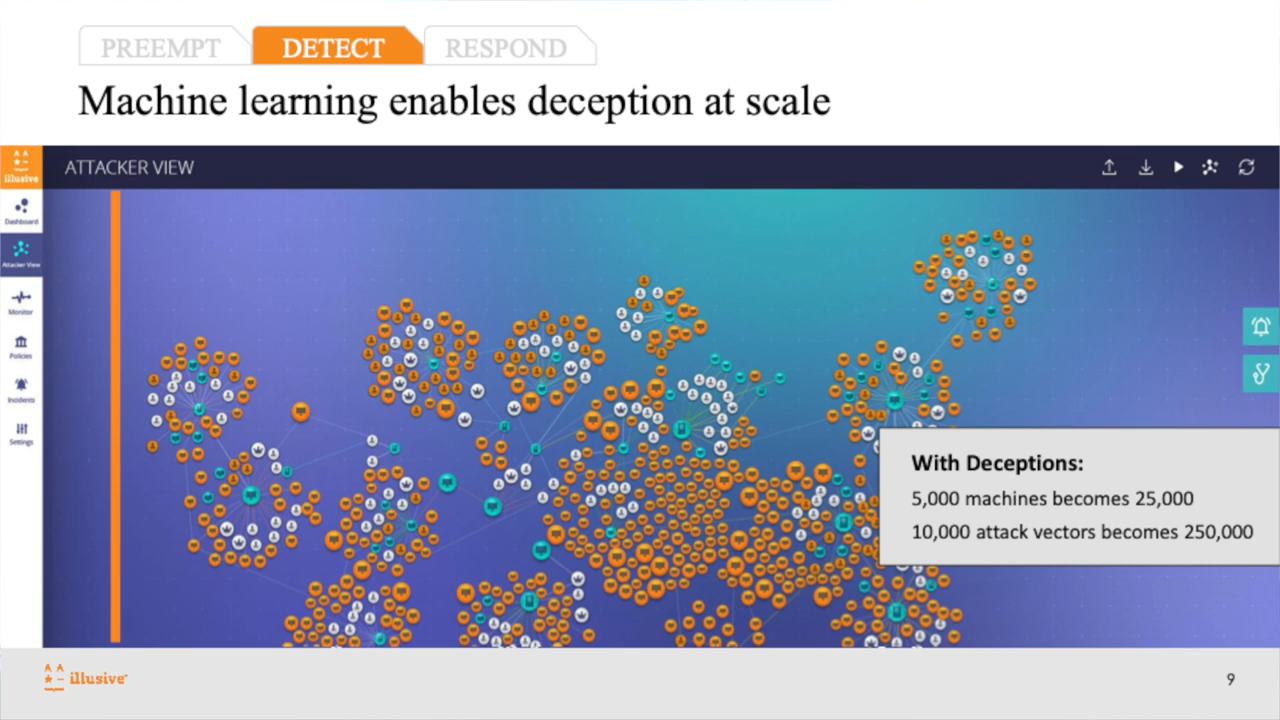 PREEMPT
DETECT
RESPOND
Machine learning enables deception at scale
illusive
ATTACKER VIEW
Dashboard
Attacker View
Monitor
Policies
Incidents
Settings
With Deceptions:
5,000 machines becomes 25,000
10,000 attack vectors becomes 250,000
illusive
9